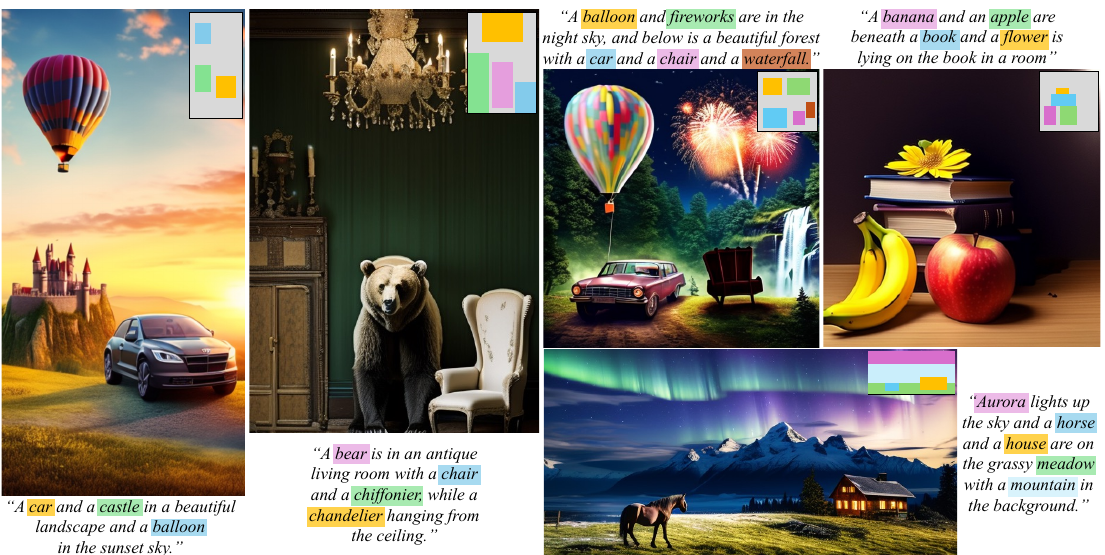 “A balloon and fireworks are in the
night sky, and below is a beautiful forest
with a car and a chair and a waterfall.”
“A banana and an apple are
beneath a book and a flower is
lying on the book in a room”
“Aurora lights up
the sky and a horse
and a house are on
the grassy meadow
with a mountain in
the background.”
“A bear is in an antique
living room with a chair
and a chiffonier, while a
chandelier hanging from
the ceiling.”
“A car and a castle in a beautiful
landscape and a balloon
in the sunset sky.”